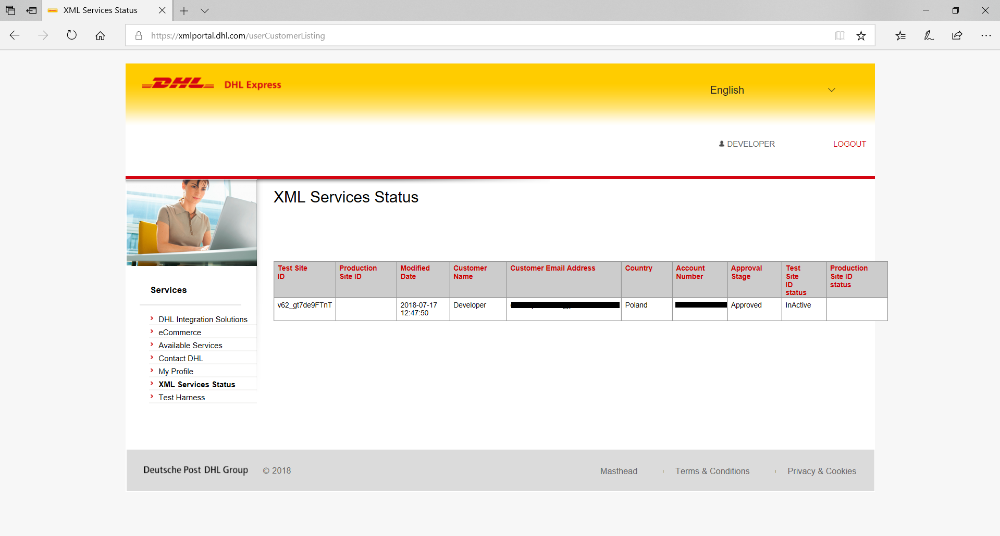 XML Services Status
https://xmlportal.dhl.com/userCustomerListing
DHL DHL Express
English
DEVELOPER
LOGOUT
XML Services Status
Test Site ID
Production Site ID
Modified Date
Customer Name
Customer Email Address
Country
Account Number
Approval Stage
Test Site ID status
Production Site ID status
v62_gt7de9FTnT
2018-07-17 12:47:50
Developer
Poland
Approved
InActive
Services
DHL Integration Solutions
eCommerce
Available Services
Contact DHL
My Profile
XML Services Status
Test Harness
Deutsche Post DHL Group
© 2018
Masthead
Terms & Conditions
Privacy & Cookies